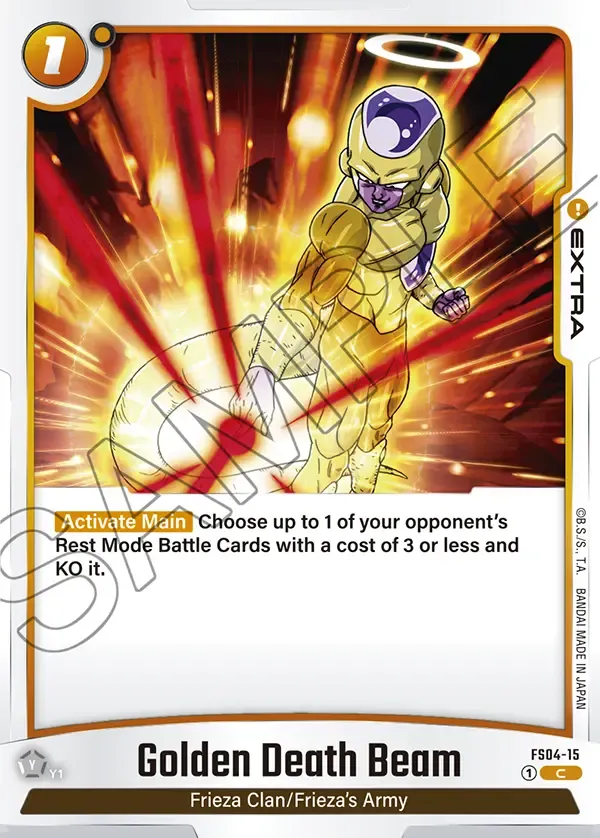 1
EXTRA
SAMPLE
Activate Main Choose up to 1 of your opponent's
Rest Mode Battle Cards with a cost of 3 or less and
KO it.
©B.S./S., T.A. BANDAI MADE IN JAPAN
Golden Death Beam
FS04-15
Y
Y1
1 C
Frieza Clan/Frieza's Army